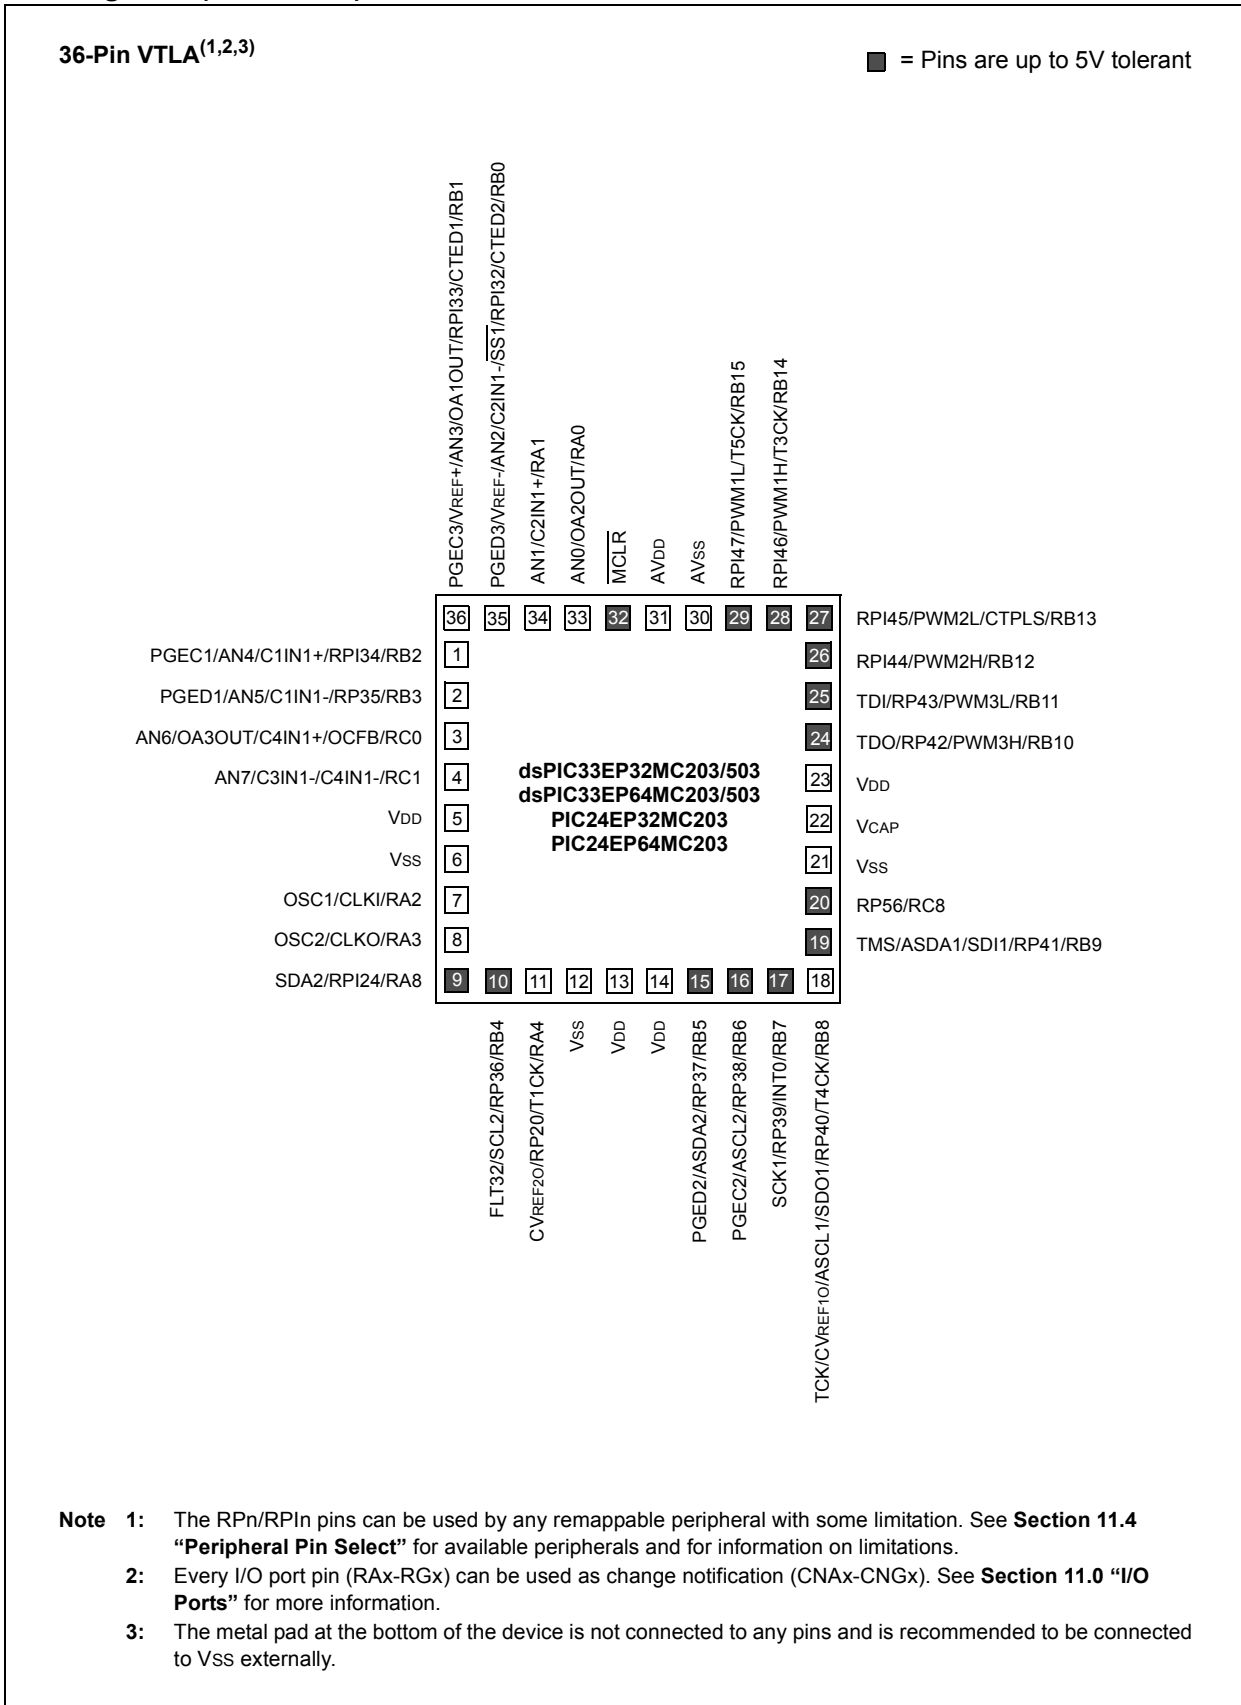 36-Pin VTLA(1,2,3)
= Pins are up to 5V tolerant
PGEC3/VREF+/AN3/OA1OUT/RPI33/CTED1/RB1
PGED3/VREF-/AN2/C2IN1-/SS1/RPI32/CTED2/RB0
AN1/C2IN1+/RA1
AN0/OA2OUT/RA0
MCLR
AVDD
AVSS
RPI47/PWM1L/T5CK/RB15
RPI46/PWM1H/T3CK/RB14
36 35 34 33 32 31 30 29 28 27 RPI45/PWM2L/CTPLS/RB13
PGEC1/AN4/C1IN1+/RPI34/RB2 1 26 RPI44/PWM2H/RB12
PGED1/AN5/C1IN1-/RP35/RB3 2 25 TDI/RP43/PWM3L/RB11
AN6/OA3OUT/C4IN1+/OCFB/RC0 3 24 TDO/RP42/PWM3H/RB10
AN7/C3IN1-/C4IN1-/RC1 4 23 VDD
dsPIC33EP32MC203/503
dsPIC33EP64MC203/503
PIC24EP32MC203
PIC24EP64MC203
VDD 5 22 VCAP
VSS 6 21 VSS
OSC1/CLKI/RA2 7 20 RP56/RC8
OSC2/CLKO/RA3 8 19 TMS/ASDA1/SDI1/RP41/RB9
SDA2/RPI24/RA8 9 10 11 12 13 14 15 16 17 18
FLT32/SCL2/RP36/RB4
CVREF2O/RP20/T1CK/RA4
VSS
VDD
VDD
PGED2/ASDA2/RP37/RB5
PGEC2/ASCL2/RP38/RB6
SCK1/RP39/INT0/RB7
TCK/CVREF1O/ASCL1/SDO1/RP40/T4CK/RB8
Note 1: The RPn/RPIn pins can be used by any remappable peripheral with some limitation. See Section 11.4
“Peripheral Pin Select” for available peripherals and for information on limitations.
2: Every I/O port pin (RAx-RGx) can be used as change notification (CNAx-CNGx). See Section 11.0 “I/O
Ports” for more information.
3: The metal pad at the bottom of the device is not connected to any pins and is recommended to be connected
to VSS externally.